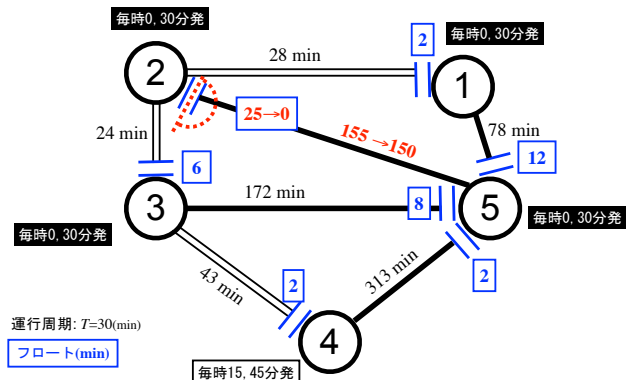 毎時0,30分発
毎時0,30分発
2
28 min
2
1
24 min
25→0
155→150
78 min
12
6
172 min
3
8
5
毎時0,30分発
毎時0,30分発
43 min
2
313 min
2
4
運行周期: T=30(min)
フロート(min)
毎時15,45分発